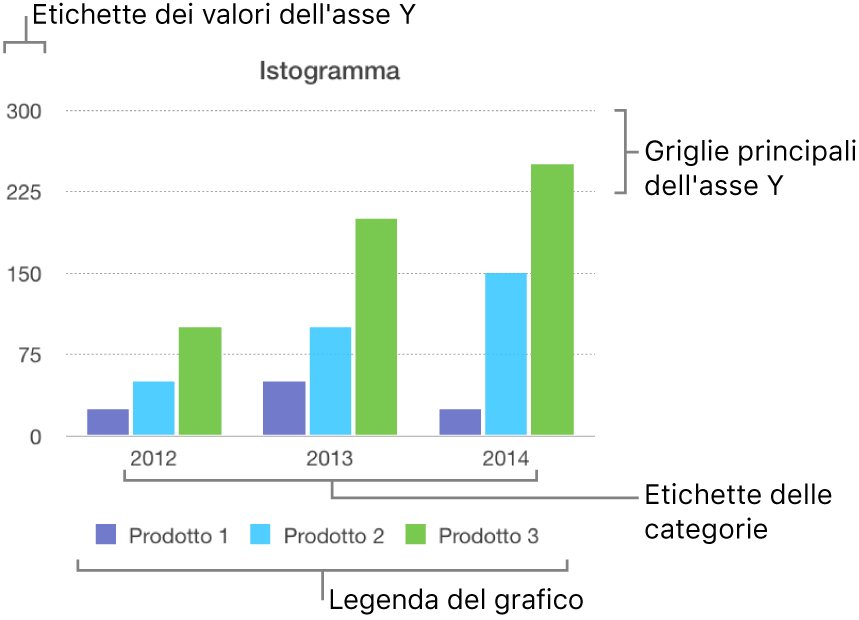 Etichette dei valori dell'asse Y
Istogramma
300
225
150
75
0
Griglie principali
dell'asse Y
2012 2013 2014
Etichette delle
categorie
Prodotto 1 Prodotto 2 Prodotto 3
Legenda del grafico